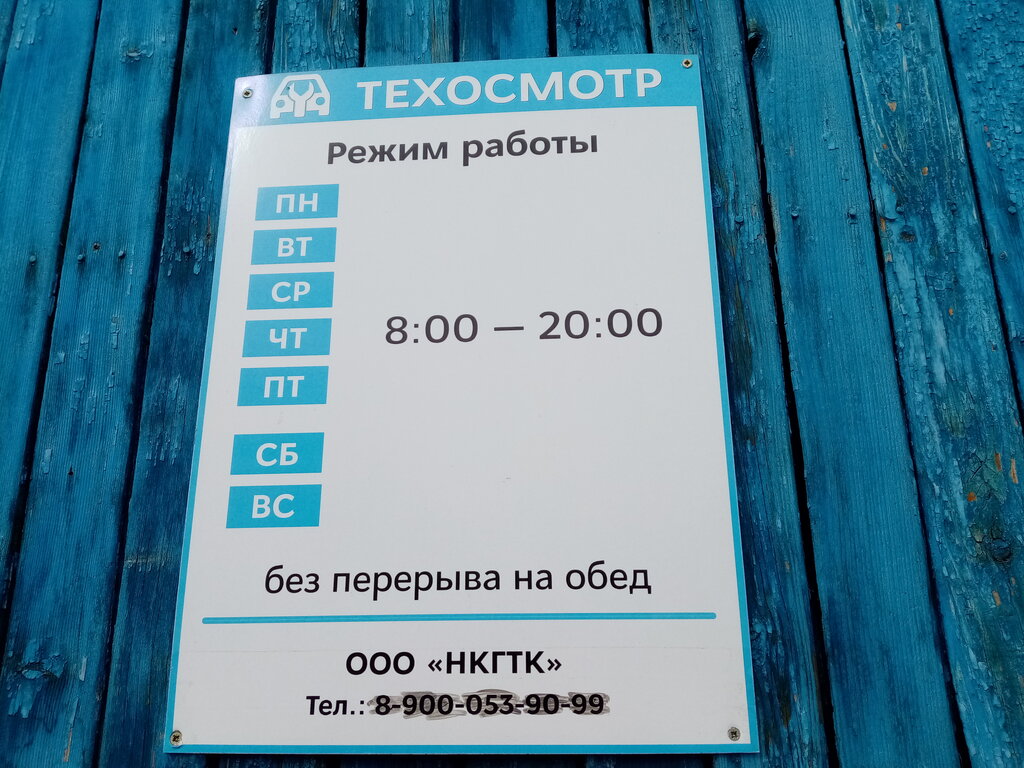 ТЕХОСМОТР
Режим работы
ПН
ВТ
СР
8:00 — 20:00
ЧТ
ПТ
СБ
ВС
без перерыва на обед
ООО «НКГТК»
Тел.: 8-900-053-90-99